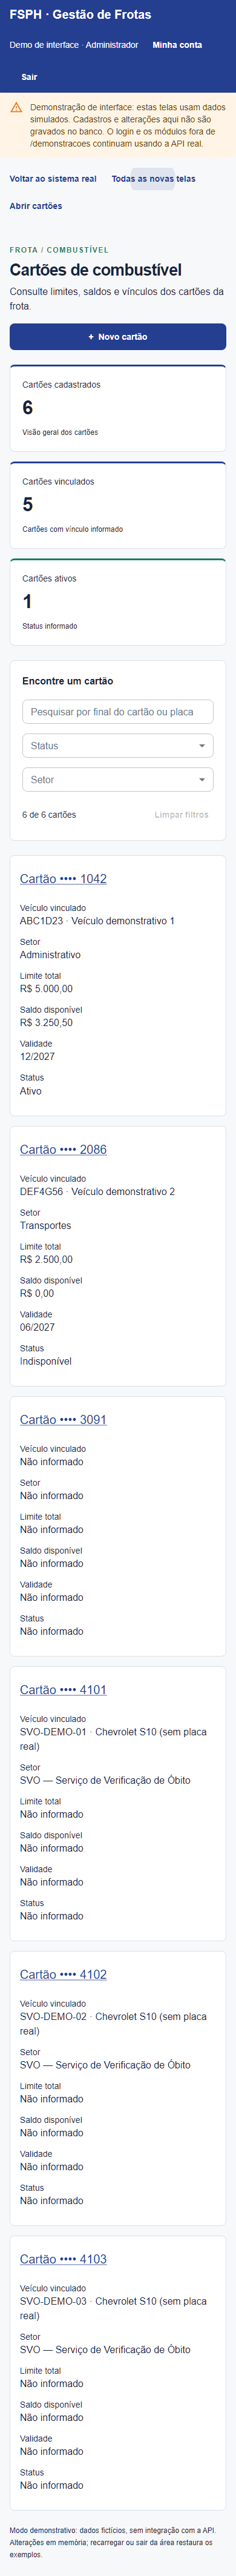 FSPH · Gestão de Frotas
Demo de interface · Administrador
Minha conta
Sair
Demonstração de interface: estas telas usam dados
simulados. Cadastros e alterações aqui não são
gravados no banco. O login e os módulos fora de
/demonstracoes continuam usando a API real.
Voltar ao sistema real
Todas as novas telas
Abrir cartões
FROTA / COMBUSTÍVEL
Cartões de combustível
Consulte limites, saldos e vínculos dos cartões da
frota.
+ Novo cartão
Cartões cadastrados
6
Visão geral dos cartões
Cartões vinculados
5
Cartões com vínculo informado
Cartões ativos
1
Status informado
Encontre um cartão
Pesquisar por final do cartão ou placa
Status
Setor
6 de 6 cartões
Limpar filtros
Cartão •••• 1042
Veículo vinculado
ABC1D23 · Veículo demonstrativo 1
Setor
Administrativo
Limite total
R$ 5.000,00
Saldo disponível
R$ 3.250,50
Validade
12/2027
Status
Ativo
Cartão •••• 2086
Veículo vinculado
DEF4G56 · Veículo demonstrativo 2
Setor
Transportes
Limite total
R$ 2.500,00
Saldo disponível
R$ 0,00
Validade
06/2027
Status
Indisponível
Cartão •••• 3091
Veículo vinculado
Não informado
Setor
Não informado
Limite total
Não informado
Saldo disponível
Não informado
Validade
Não informado
Status
Não informado
Cartão •••• 4101
Veículo vinculado
SVO-DEMO-01 · Chevrolet S10 (sem placa
real)
Setor
SVO — Serviço de Verificação de Óbito
Limite total
Não informado
Saldo disponível
Não informado
Validade
Não informado
Status
Não informado
Cartão •••• 4102
Veículo vinculado
SVO-DEMO-02 · Chevrolet S10 (sem placa
real)
Setor
SVO — Serviço de Verificação de Óbito
Limite total
Não informado
Saldo disponível
Não informado
Validade
Não informado
Status
Não informado
Cartão •••• 4103
Veículo vinculado
SVO-DEMO-03 · Chevrolet S10 (sem placa
real)
Setor
SVO — Serviço de Verificação de Óbito
Limite total
Não informado
Saldo disponível
Não informado
Validade
Não informado
Status
Não informado
Modo demonstrativo: dados fictícios, sem integração com a API.
Alterações em memória; recarregar ou sair da área restaura os
exemplos.